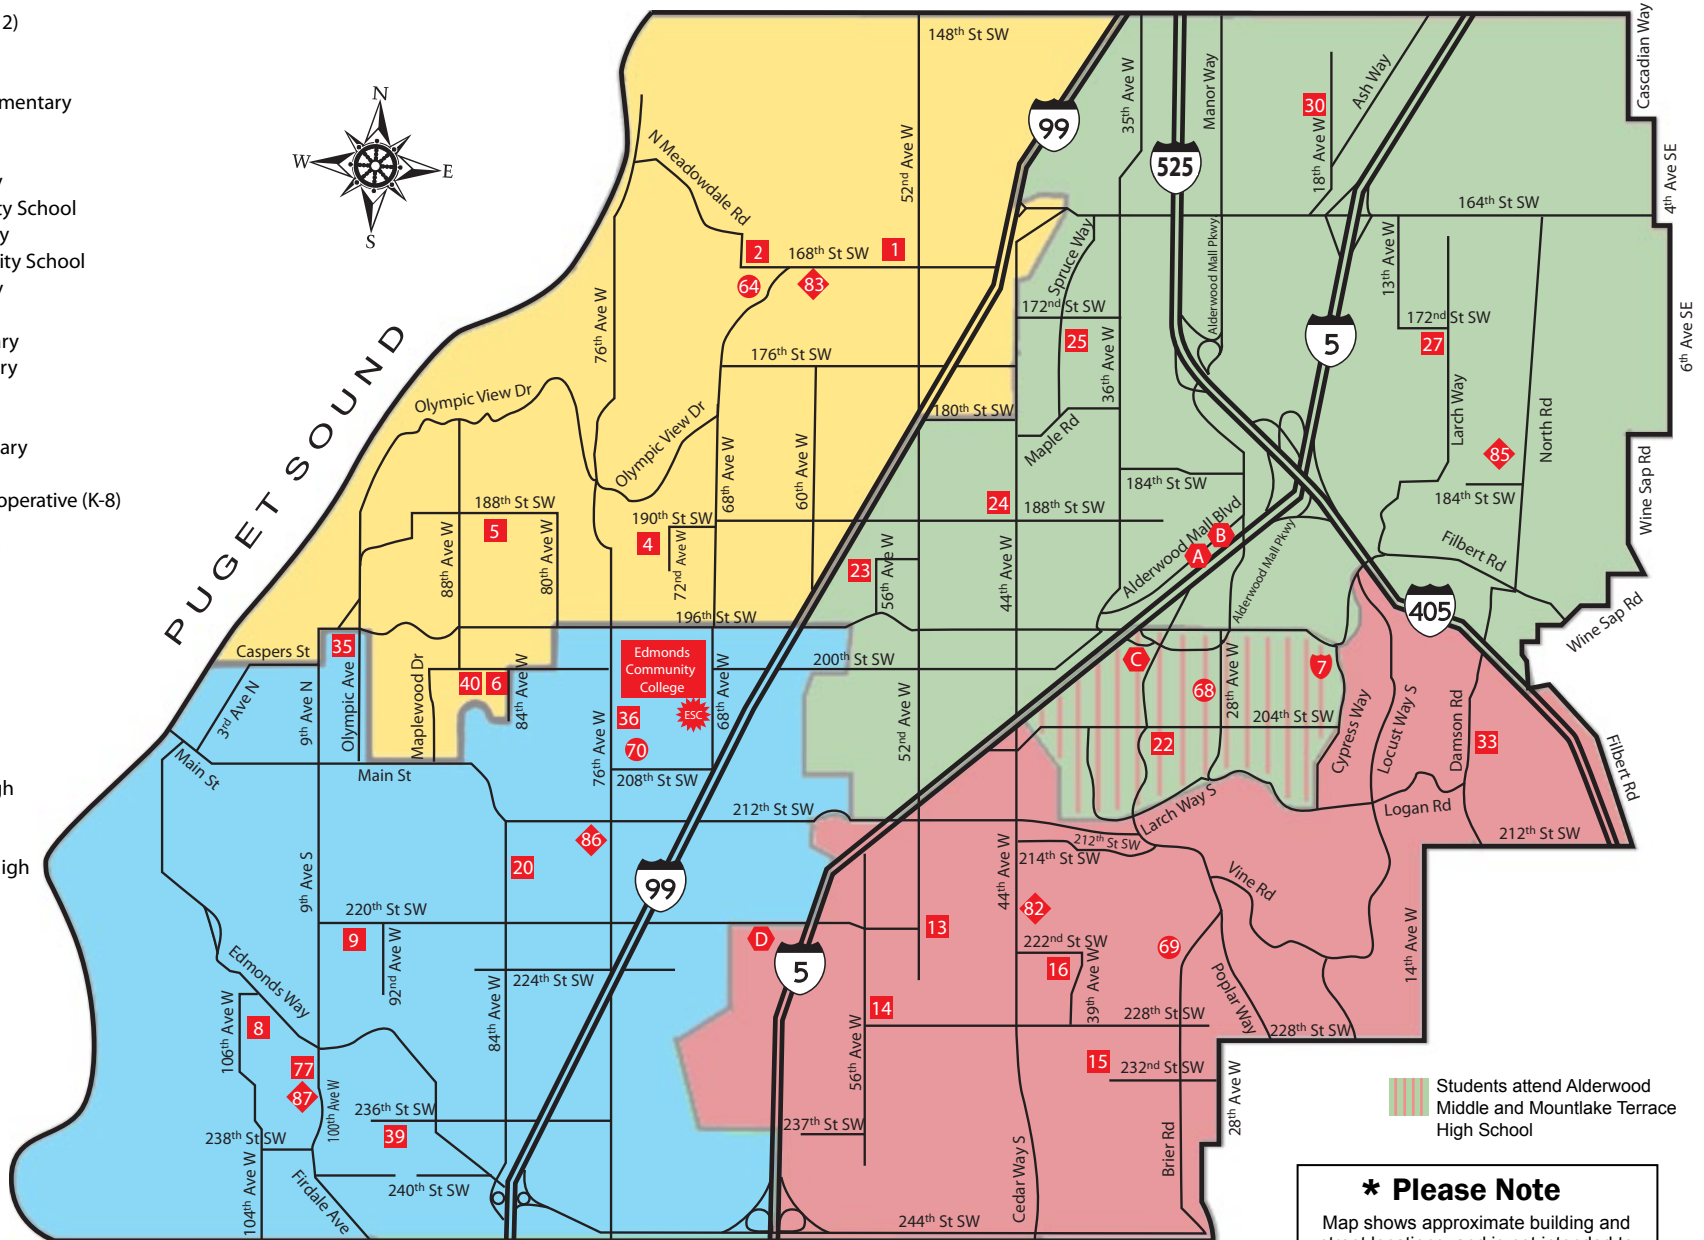 2)
mentary
y
ty School
y
ity School
y
ary
ry
ary
operative (K-8)
gh
igh
N
W
E
S
PUGET SOUND
148th St SW
N Meadowdale Rd
52nd Ave W
99
35th Ave W
525
Manor Way
30
18th Ave W
Ash Way
Cascadian Way
4th Ave SE
164th St SW
2
168th St SW
1
64
83
Spruce Way
Alderwood Mall Pkwy
13th Ave W
6th Ave SE
76th Ave W
172nd St SW
25
36th Ave W
5
172nd St SW
27
176th St SW
Olympic View Dr
Olympic View Dr
180th St SW
Maple Rd
Larch Way
North Rd
68th Ave W
60th Ave W
85
184th St SW
184th St SW
Wine Sap Rd
188th St SW
5
88th Ave W
80th Ave W
190th St SW
4
72nd Ave W
24
188th St SW
Alderwood Mall Blvd
B
A
Alderwood Mall Pkwy
Filbert Rd
23
56th Ave W
44th Ave W
405
Wine Sap Rd
196th St SW
Caspers St
35
Edmonds
Community
College
200th St SW
C
7
68
28th Ave W
3rd Ave N
9th Ave N
Olympic Ave
Maplewood Dr
40
6
84th Ave W
36
ESC
68th Ave W
70
76th Ave W
52nd Ave W
204th St SW
22
Cypress Way
Locust Way S
Damson Rd
33
Filbert Rd
Main St
Main St
208th St SW
212th St SW
Larch Way S
Logan Rd
212th St SW
86
212th St SW
214th St SW
20
99
44th Ave W
Vine Rd
9th Ave S
220th St SW
82
9
92nd Ave W
D
5
13
222nd St SW
69
16
39th Ave W
14th Ave W
Edmonds Way
224th St SW
84th Ave W
14
Poplar Way
106th Ave W
8
228th St SW
228th St SW
77
87
56th Ave W
15
232nd St SW
28th Ave W
100th Ave W
236th St SW
39
237th St SW
238th St SW
104th Ave W
Firdale Ave
240th St SW
Cedar Way S
Brier Rd
244th St SW
Students attend Alderwood
Middle and Mountlake Terrace
High School
* Please Note
Map shows approximate building and
street locations, and is not intended to